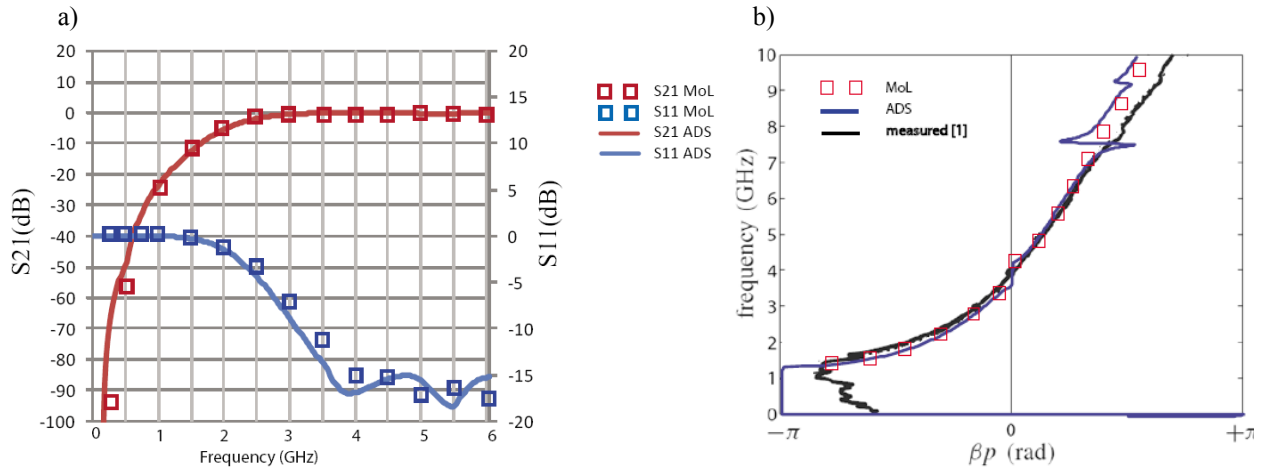 a)
20
10
0
-10
-20
-30
-40
-50
-60
-70
-80
-90
-100
S21(dB)
20
15
10
5
0
-5
-10
-15
-20
S11(dB)
0 1 2 3 4 5 6
Frequency (GHz)
S21 MoL
S11 MoL
S21 ADS
S11 ADS
b)
10
9
8
7
6
5
4
3
2
1
0
frequency (GHz)
MoL
ADS
measured [1]
−π 0 +π
βp (rad)